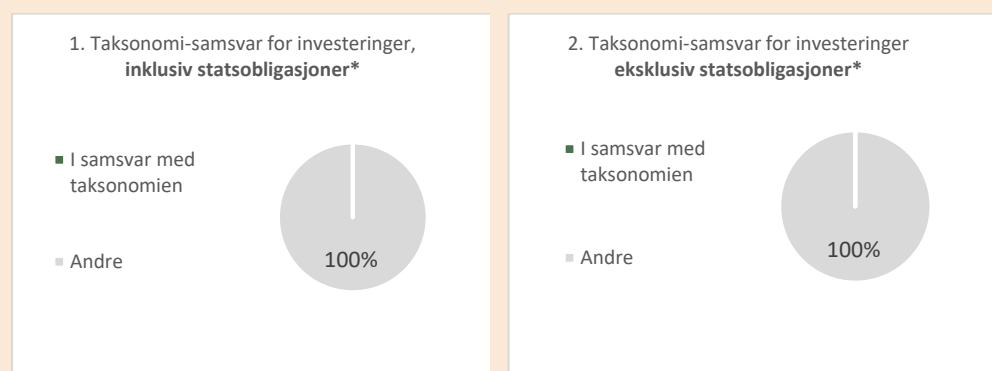 1. Taksonomi-samsvar for investeringer,
inklusiv statsobligasjoner*
I samsvar med
taksonomien
Andre
100%
2. Taksonomi-samsvar for investeringer
eksklusiv statsobligasjoner*
I samsvar med
taksonomien
Andre
100%